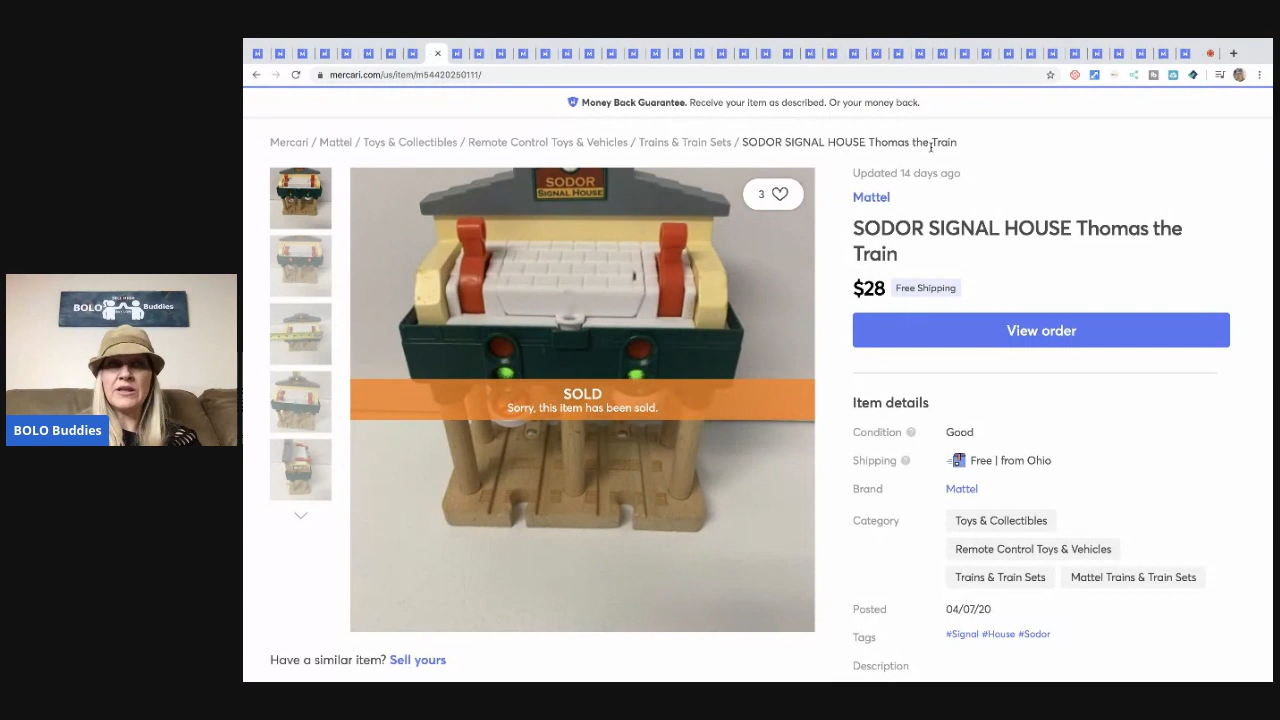 mercari.com/us/item/m54420250111/
Money Back Guarantee. Receive your item as described. Or your money back.
Mercari / Mattel / Toys & Collectibles / Remote Control Toys & Vehicles / Trains & Train Sets / SODOR SIGNAL HOUSE Thomas the Train
Updated 14 days ago
Mattel
SODOR SIGNAL HOUSE Thomas the
Train
$28 Free Shipping
View order
SODOR
SIGNAL HOUSE
3
SOLD
Sorry, this item has been sold.
Item details
Condition Good
Shipping Free | from Ohio
Brand Mattel
Category Toys & Collectibles
Remote Control Toys & Vehicles
Trains & Train Sets Mattel Trains & Train Sets
Posted 04/07/20
Tags #Signal #House #Sodor
Description
Have a similar item? Sell yours
BOLO Buddies
BOLO Buddies